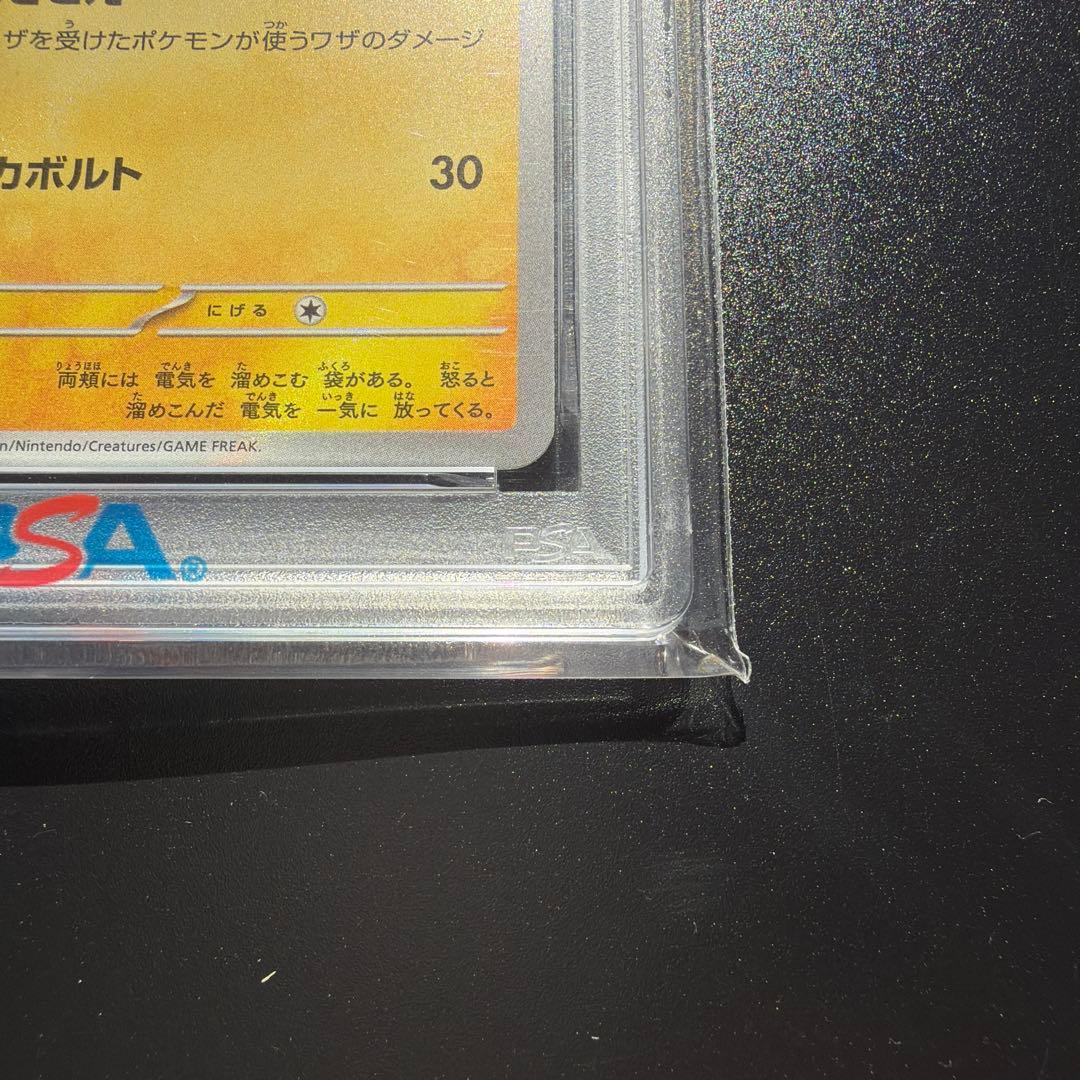 ザを受けたポケモンが使うワザのダメージ
カボルト 30
にげる
両頬には 電気を 溜めこむ 袋がある。 怒ると
溜めこんだ 電気を 一気に 放ってくる。
n/Nintendo/Creatures/GAME FREAK.
PSA®
PSA